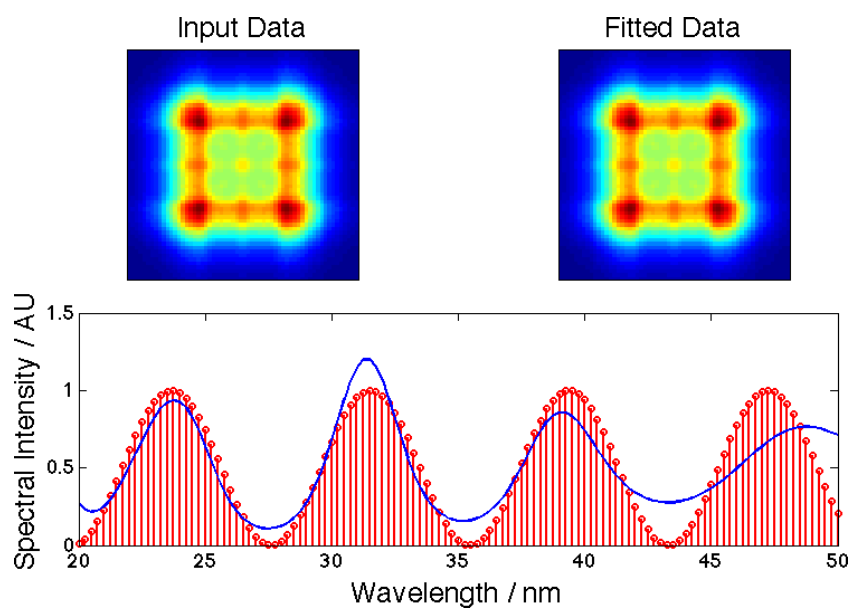 Input Data
Fitted Data
Spectral Intensity / AU
1.5
1
0.5
0
20
25
30
35
40
45
50
Wavelength / nm